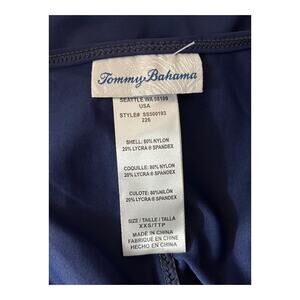 Tommy Bahama
SEATTLE WA 98109
USA
STYLE# SS500193
226
SHELL: 80% NYLON
20% LYCRA® SPANDEX
COQUILLE: 80% NYLON
20% LYCRA® SPANDEX
CULOTE: 80%NILÓN
20% LYCRA® SPANDEX
SIZE / TAILLE / TALLA
XXS/TTP
MADE IN CHINA
FABRIQUÉ EN CHINE
HECHO EN CHINA